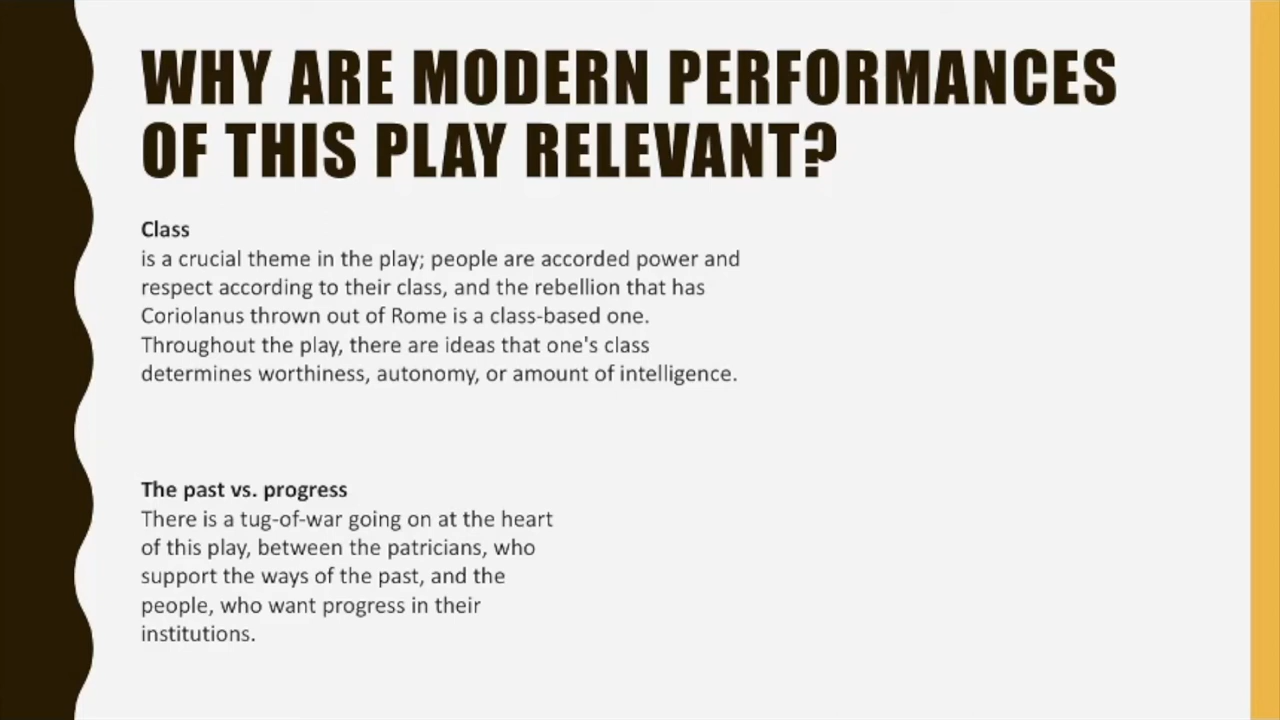 WHY ARE MODERN PERFORMANCES
OF THIS PLAY RELEVANT?
Class
is a crucial theme in the play; people are accorded power and
respect according to their class, and the rebellion that has
Coriolanus thrown out of Rome is a class-based one.
Throughout the play, there are ideas that one's class
determines worthiness, autonomy, or amount of intelligence.
The past vs. progress
There is a tug-of-war going on at the heart
of this play, between the patricians, who
support the ways of the past, and the
people, who want progress in their
institutions.